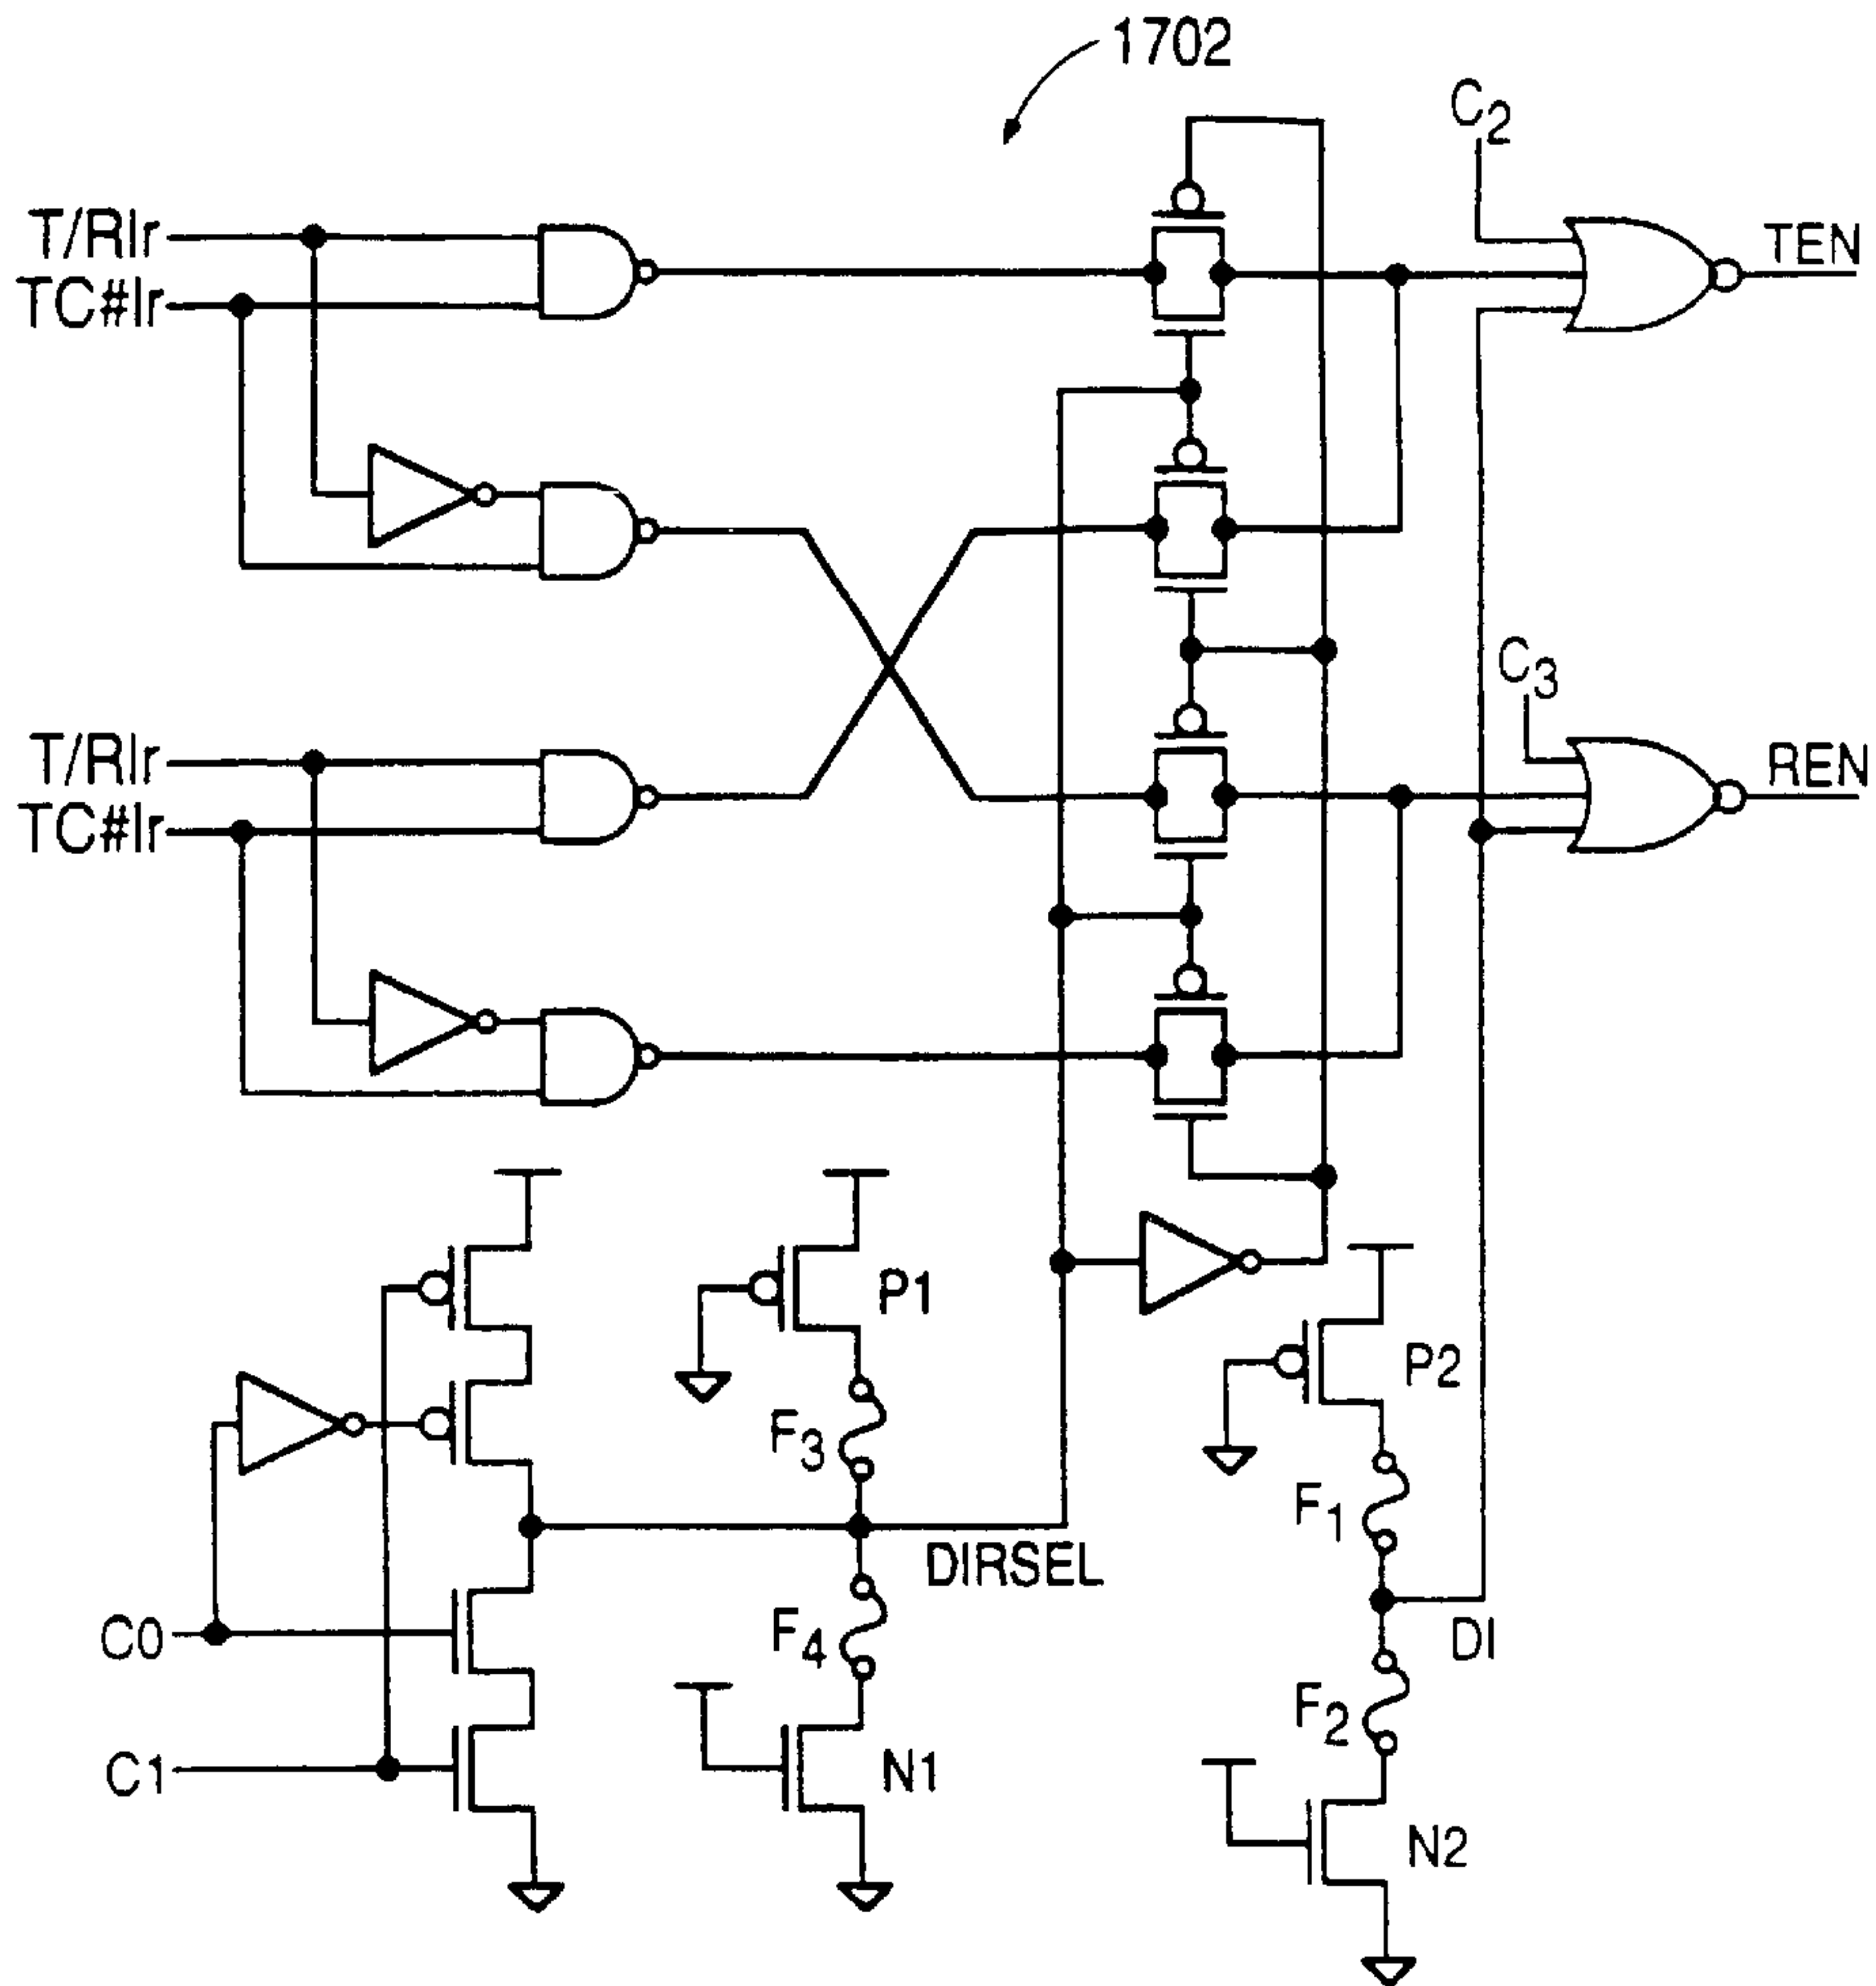 1702
C2
T/RIr
TEN
TC#Ir
C3
T/RIr
REN
TC#Ir
P1
P2
F3
F1
DIRSEL
C0
F4
DI
F2
C1
N1
N2